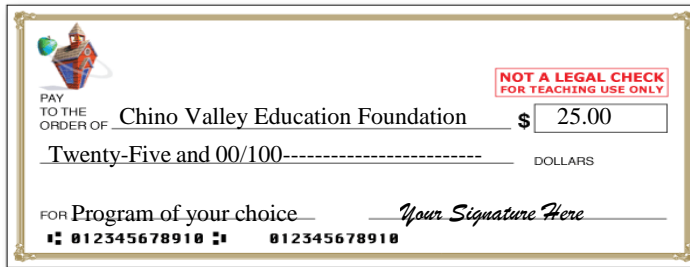 NOT A LEGAL CHECK
FOR TEACHING USE ONLY
PAY
TO THE
ORDER OF Chino Valley Education Foundation $ 25.00
Twenty-Five and 00/100------------------------- DOLLARS
FOR Program of your choice Your Signature Here
⑆ 012345678910 ⑆ 012345678910